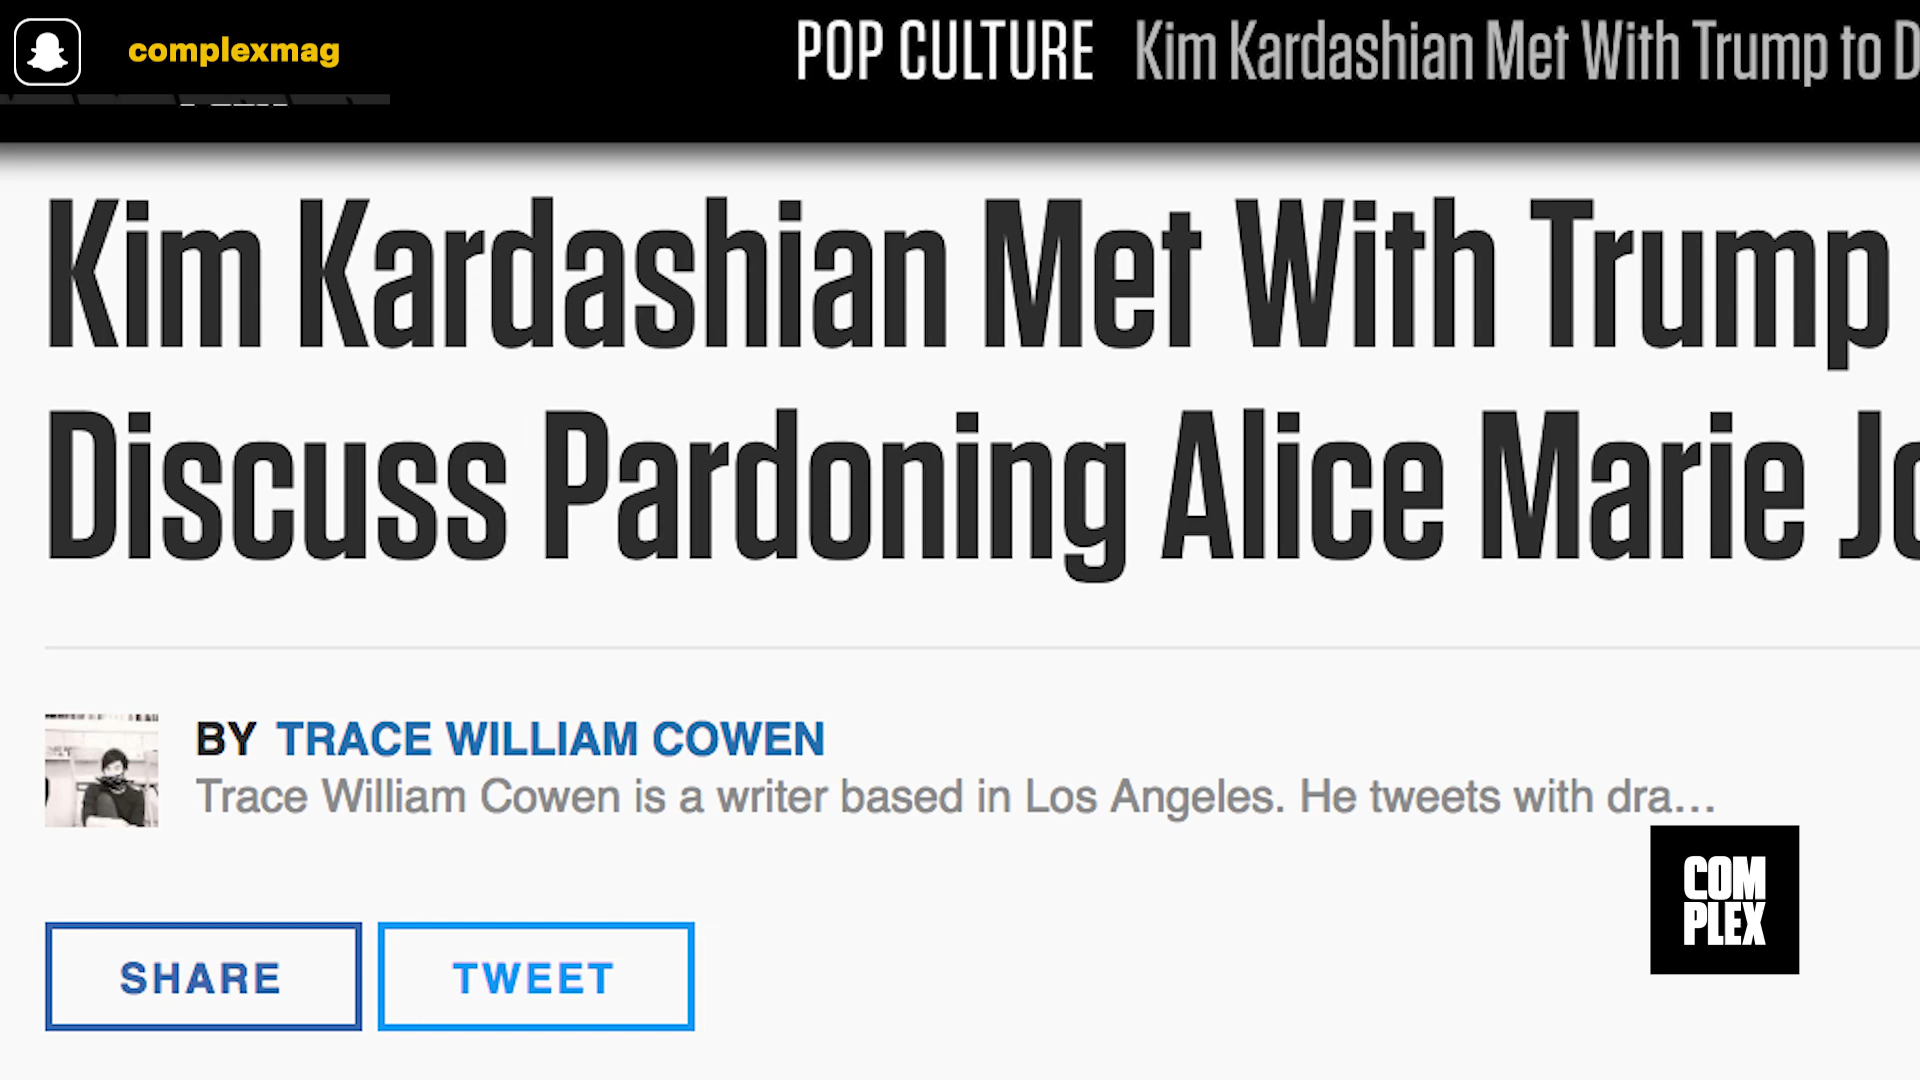 complexmag
POP CULTURE Kim Kardashian Met With Trump to D
Kim Kardashian Met With Trump
Discuss Pardoning Alice Marie Jo
BY TRACE WILLIAM COWEN
Trace William Cowen is a writer based in Los Angeles. He tweets with dra...
COM
PLEX
SHARE TWEET